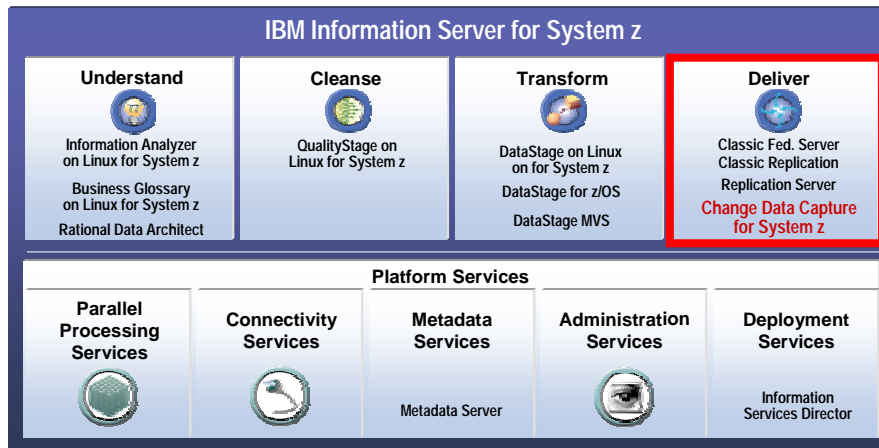 IBM Information Server for System z
Understand
Information Analyzer
on Linux for System z
Business Glossary
on Linux for System z
Rational Data Architect
Cleanse
QualityStage on
Linux for System z
Transform
DataStage on Linux
on for System z
DataStage for z/OS
DataStage MVS
Deliver
Classic Fed. Server
Classic Replication
Replication Server
Change Data Capture
for System z
Platform Services
Parallel
Processing
Services
Connectivity
Services
Metadata
Services
Metadata Server
Administration
Services
Deployment
Services
Information
Services Director